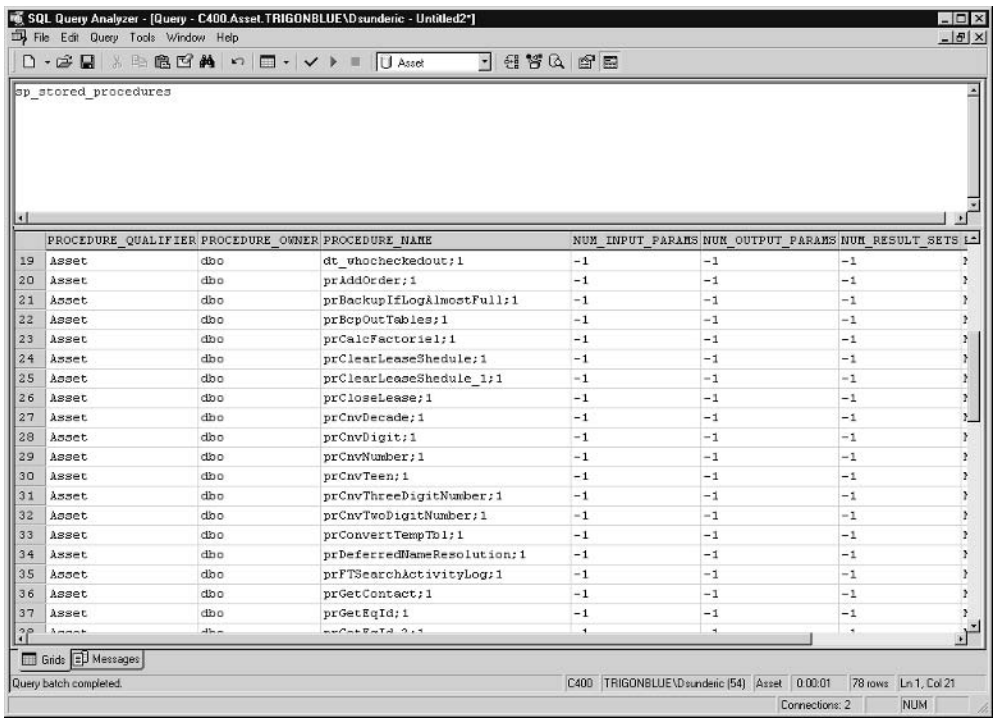 SQL Query Analyzer - [Query - C400.Asset.TRIGONBLUE\Dsunderic - Untitled2*]
File Edit Query Tools Window Help
Asset
sp_stored_procedures
PROCEDURE_QUALIFIER PROCEDURE_OWNER PROCEDURE_NAME NUM_INPUT_PARAMS NUM_OUTPUT_PARAMS NUM_RESULT_SETS
19 Asset dbo dt_whocheckedout;1 -1 -1 -1
20 Asset dbo prAddOrder;1 -1 -1 -1
21 Asset dbo prBackupIfLogAlmostFull;1 -1 -1 -1
22 Asset dbo prBcpOutTables;1 -1 -1 -1
23 Asset dbo prCalcFactoriel;1 -1 -1 -1
24 Asset dbo prClearLeaseShedule;1 -1 -1 -1
25 Asset dbo prClearLeaseShedule_1;1 -1 -1 -1
26 Asset dbo prCloseLease;1 -1 -1 -1
27 Asset dbo prCnvDecade;1 -1 -1 -1
28 Asset dbo prCnvDigit;1 -1 -1 -1
29 Asset dbo prCnvNumber;1 -1 -1 -1
30 Asset dbo prCnvTeen;1 -1 -1 -1
31 Asset dbo prCnvThreeDigitNumber;1 -1 -1 -1
32 Asset dbo prCnvTwoDigitNumber;1 -1 -1 -1
33 Asset dbo prConvertTempTbl;1 -1 -1 -1
34 Asset dbo prDeferredNameResolution;1 -1 -1 -1
35 Asset dbo prFTSearchActivityLog;1 -1 -1 -1
36 Asset dbo prGetContact;1 -1 -1 -1
37 Asset dbo prGetEqId;1 -1 -1 -1
Grids Messages
Query batch completed. C400 TRIGONBLUE\Dsunderic (54) Asset 0:00:01 78 rows Ln 1, Col 21
Connections: 2 NUM